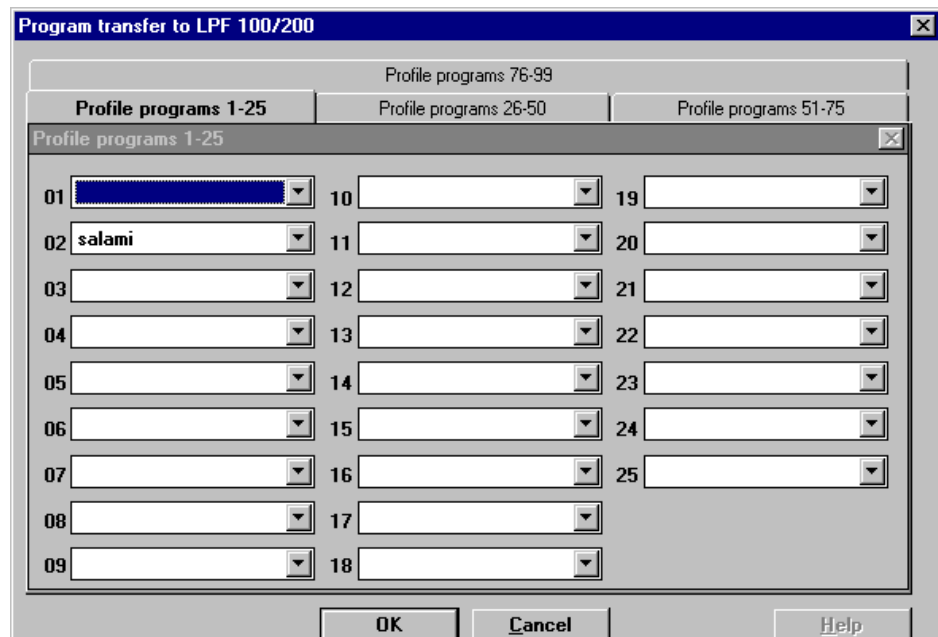 Program transfer to LPF 100/200
Profile programs 76-99
Profile programs 1-25 Profile programs 26-50 Profile programs 51-75
Profile programs 1-25
01 10 19
02 salami 11 20
03 12 21
04 13 22
05 14 23
06 15 24
07 16 25
08 17
09 18
OK Cancel Help